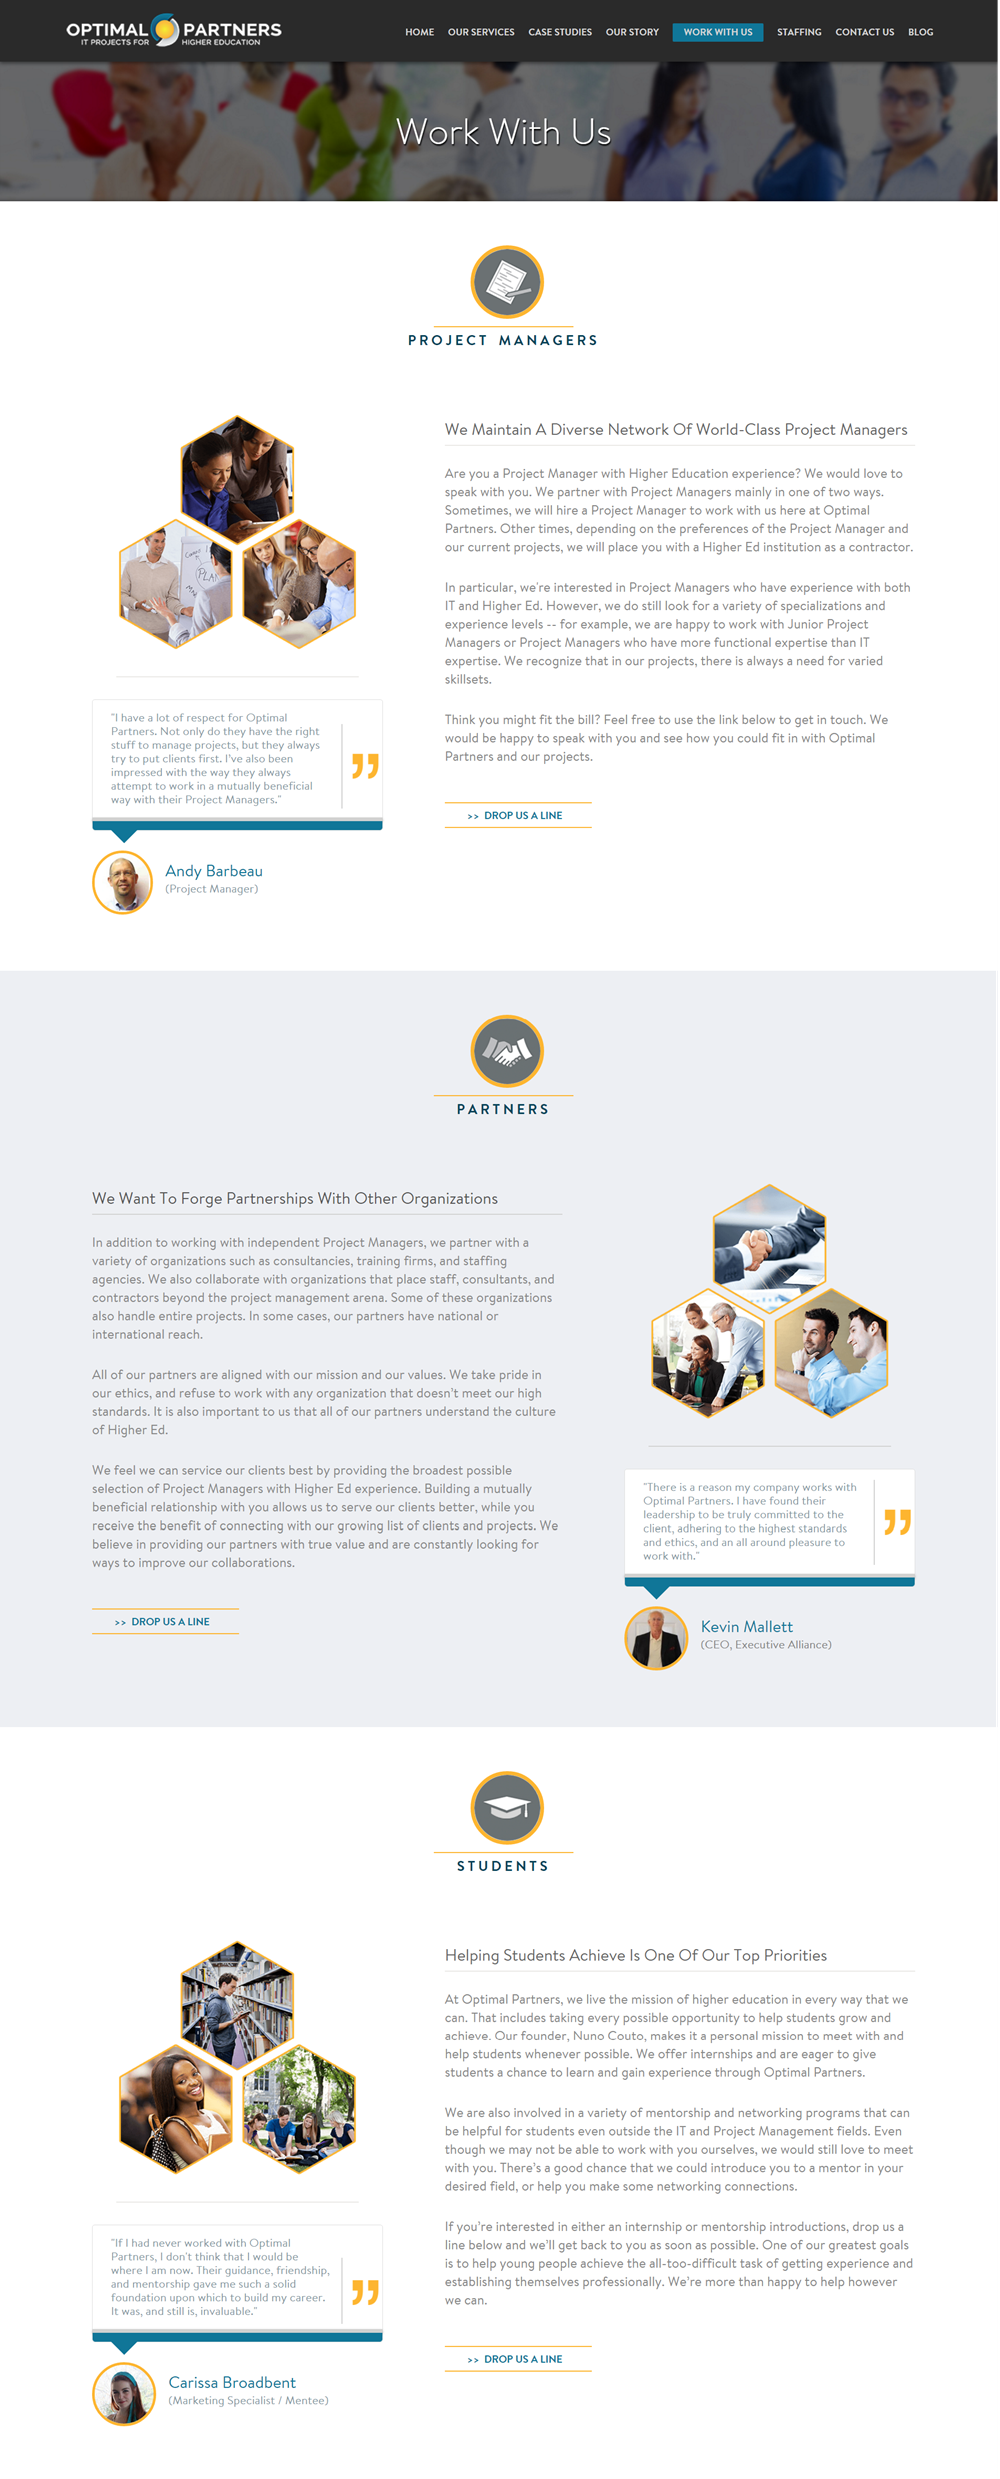 OPTIMAL PARTNERS
IT PROJECTS FOR HIGHER EDUCATION
HOME OUR SERVICES CASE STUDIES OUR STORY WORK WITH US STAFFING CONTACT US BLOG
Work With Us
PROJECT MANAGERS
We Maintain A Diverse Network Of World-Class Project Managers
Are you a Project Manager with Higher Education experience? We would love to
speak with you. We partner with Project Managers mainly in one of two ways.
Sometimes, we will hire a Project Manager to work with us here at Optimal
Partners. Other times, depending on the preferences of the Project Manager and
our current projects, we will place you with a Higher Ed institution as a contractor.
In particular, we're interested in Project Managers who have experience with both
IT and Higher Ed. However, we do still look for a variety of specializations and
experience levels -- for example, we are happy to work with Junior Project
Managers or Project Managers who have more functional expertise than IT
expertise. We recognize that in our projects, there is always a need for varied
skillsets.
Think you might fit the bill? Feel free to use the link below to get in touch. We
would be happy to speak with you and see how you could fit in with Optimal
Partners and our projects.
>> DROP US A LINE
"I have a lot of respect for Optimal
Partners. Not only do they have the right
stuff to manage projects, but they always
try to put clients first. I've also been
impressed with the way they always
attempt to work in a mutually beneficial
way with their Project Managers."
Andy Barbeau
(Project Manager)
PARTNERS
We Want To Forge Partnerships With Other Organizations
In addition to working with independent Project Managers, we partner with a
variety of organizations such as consultancies, training firms, and staffing
agencies. We also collaborate with organizations that place staff, consultants, and
contractors beyond the project management arena. Some of these organizations
also handle entire projects. In some cases, our partners have national or
international reach.
All of our partners are aligned with our mission and our values. We take pride in
our ethics, and refuse to work with any organization that doesn't meet our high
standards. It is also important to us that all of our partners understand the culture
of Higher Ed.
We feel we can service our clients best by providing the broadest possible
selection of Project Managers with Higher Ed experience. Building a mutually
beneficial relationship with you allows us to serve our clients better, while you
receive the benefit of connecting with our growing list of clients and projects. We
believe in providing our partners with true value and are constantly looking for
ways to improve our collaborations.
>> DROP US A LINE
"There is a reason my company works with
Optimal Partners. I have found their
leadership to be truly committed to the
client, adhering to the highest standards
and ethics, and an all around pleasure to
work with."
Kevin Mallett
(CEO, Executive Alliance)
STUDENTS
Helping Students Achieve Is One Of Our Top Priorities
At Optimal Partners, we live the mission of higher education in every way that we
can. That includes taking every possible opportunity to help students grow and
achieve. Our founder, Nuno Couto, makes it a personal mission to meet with and
help students whenever possible. We offer internships and are eager to give
students a chance to learn and gain experience through Optimal Partners.
We are also involved in a variety of mentorship and networking programs that can
be helpful for students even outside the IT and Project Management fields. Even
though we may not be able to work with you ourselves, we would still love to meet
with you. There's a good chance that we could introduce you to a mentor in your
desired field, or help you make some networking connections.
If you're interested in either an internship or mentorship introductions, drop us a
line below and we'll get back to you as soon as possible. One of our greatest goals
is to help young people achieve the all-too-difficult task of getting experience and
establishing themselves professionally. We're more than happy to help however
we can.
>> DROP US A LINE
"If I had never worked with Optimal
Partners, I don't think that I would be
where I am now. Their guidance, friendship,
and mentorship gave me such a solid
foundation upon which to build my career.
It was, and still is, invaluable."
Carissa Broadbent
(Marketing Specialist / Mentee)